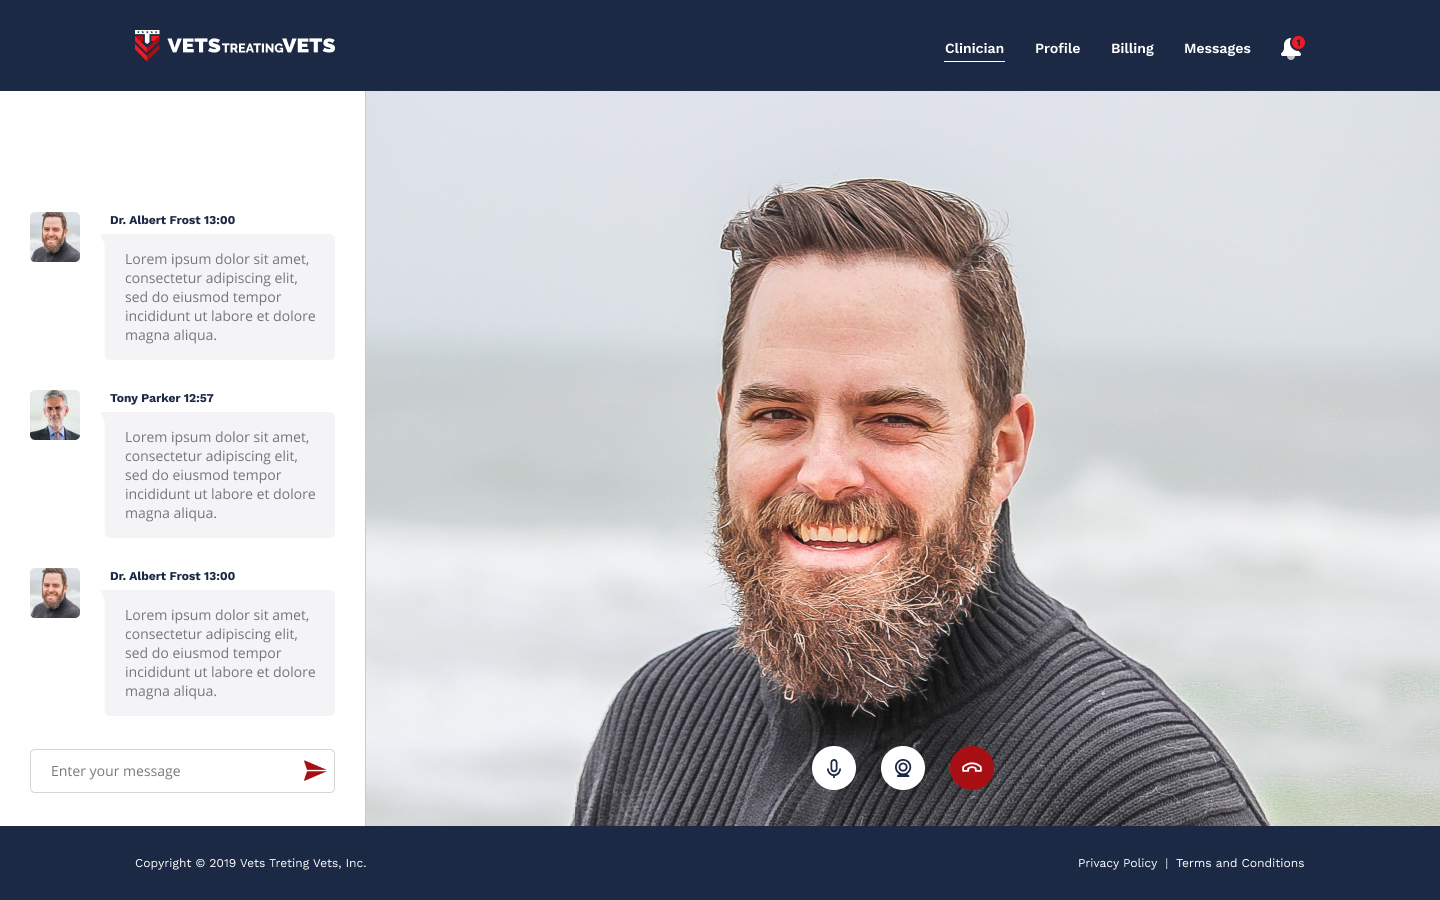 VETSTREATINGVETS
Clinician
Profile
Billing
Messages
1
Dr. Albert Frost 13:00
Lorem ipsum dolor sit amet,
consectetur adipiscing elit,
sed do eiusmod tempor
incididunt ut labore et dolore
magna aliqua.
Tony Parker 12:57
Lorem ipsum dolor sit amet,
consectetur adipiscing elit,
sed do eiusmod tempor
incididunt ut labore et dolore
magna aliqua.
Dr. Albert Frost 13:00
Lorem ipsum dolor sit amet,
consectetur adipiscing elit,
sed do eiusmod tempor
incididunt ut labore et dolore
magna aliqua.
Enter your message
Copyright © 2019 Vets Treting Vets, Inc.
Privacy Policy | Terms and Conditions